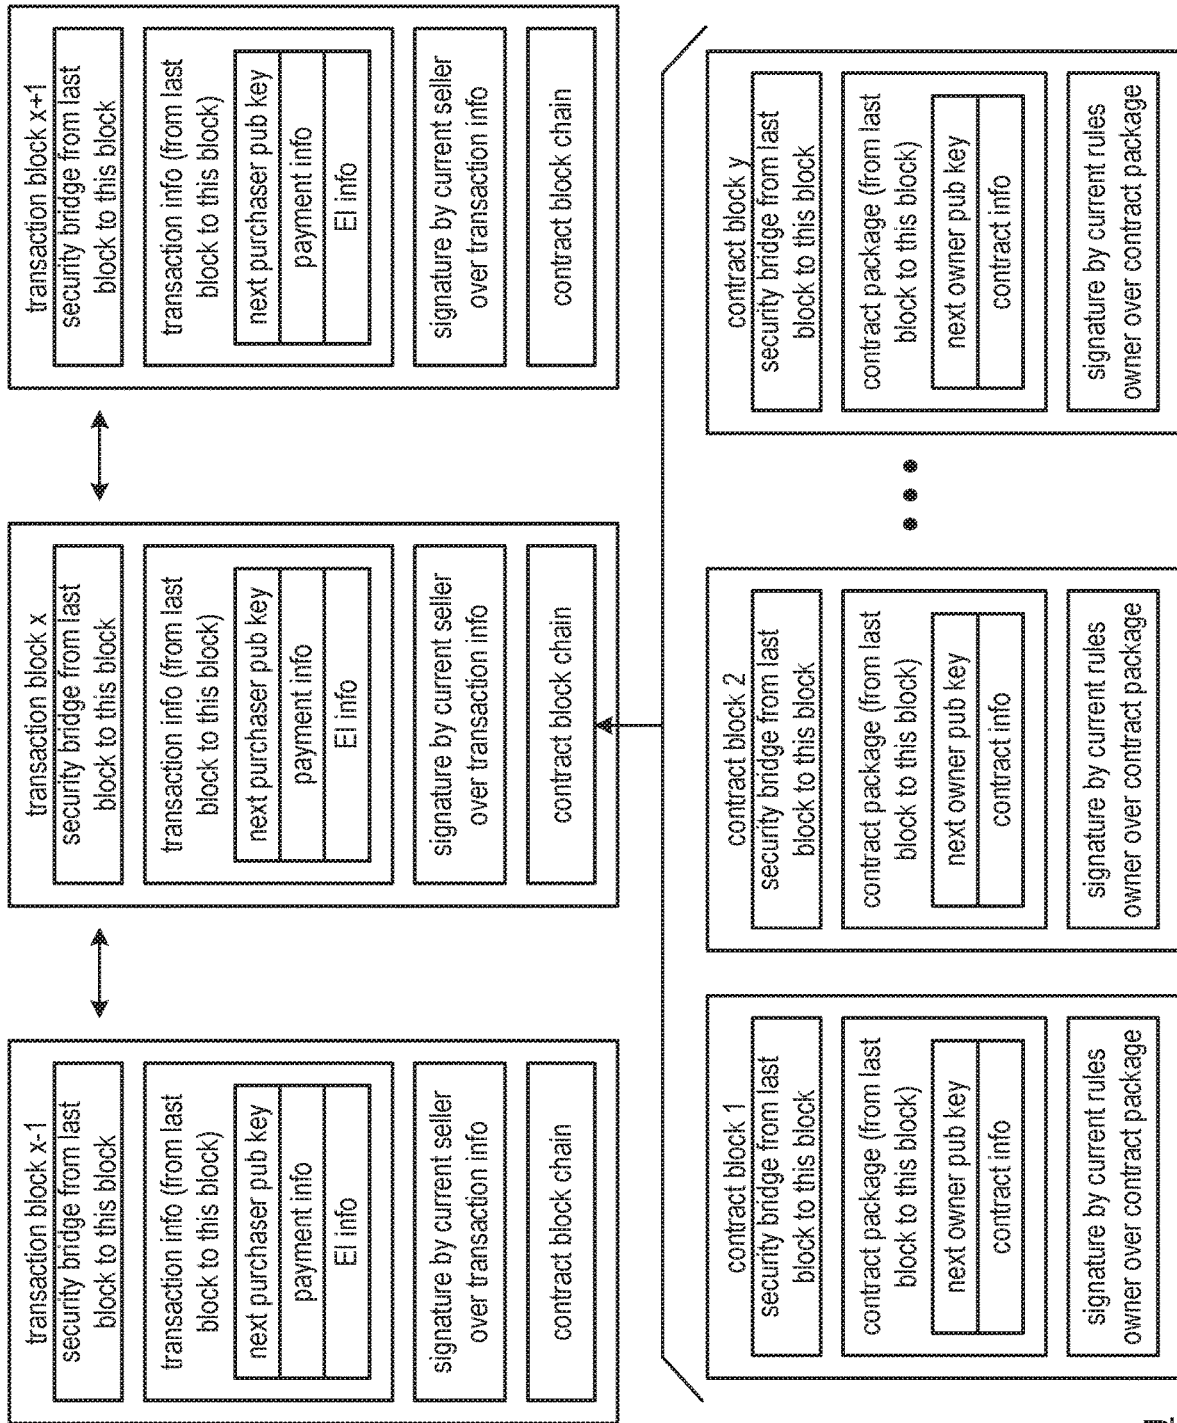 transaction block x-1
security bridge from last
block to this block
transaction info (from last
block to this block)
next purchaser pub key
payment info
EI info
signature by current seller
over transaction info
contract block chain
transaction block x
security bridge from last
block to this block
transaction info (from last
block to this block)
next purchaser pub key
payment info
EI info
signature by current seller
over transaction info
contract block chain
transaction block x+1
security bridge from last
block to this block
transaction info (from last
block to this block)
next purchaser pub key
payment info
EI info
signature by current seller
over transaction info
contract block chain
contract block 1
security bridge from last
block to this block
contract package (from last
block to this block)
next owner pub key
contract info
signature by current rules
owner over contract package
contract block 2
security bridge from last
block to this block
contract package (from last
block to this block)
next owner pub key
contract info
signature by current rules
owner over contract package
contract block y
security bridge from last
block to this block
contract package (from last
block to this block)
next owner pub key
contract info
signature by current rules
owner over contract package